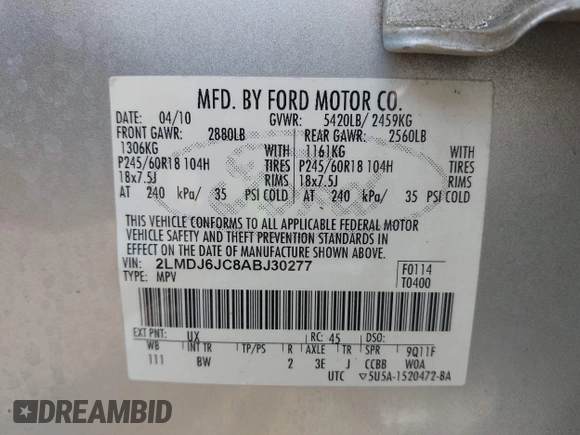 MFD. BY FORD MOTOR CO.
DATE: 04/10 GVWR: 5420LB/ 2459KG
FRONT GAWR: 2880LB REAR GAWR: 2560LB
1306KG WITH 1161KG WITH
P245/60R18 104H TIRES P245/60R18 104H TIRES
18x7.5J RIMS 18x7.5J RIMS
AT 240 kPa/ 35 PSI COLD AT 240 kPa/ 35 PSI COLD
THIS VEHICLE CONFORMS TO ALL APPLICABLE FEDERAL MOTOR
VEHICLE SAFETY AND THEFT PREVENTION STANDARDS IN
EFFECT ON THE DATE OF MANUFACTURE SHOWN ABOVE.
VIN: 2LMDJ6JC8ABJ30277 F0114
TYPE: MPV T0400
EXT PNT: UX RC: 45 DSO:
WB INT TR TP/PS R AXLE TR SPR 9Q11F
111 BW 2 3E J CCBB WOA
UTC ▽5U5A-1520472-BA
Ford
DREAMBID